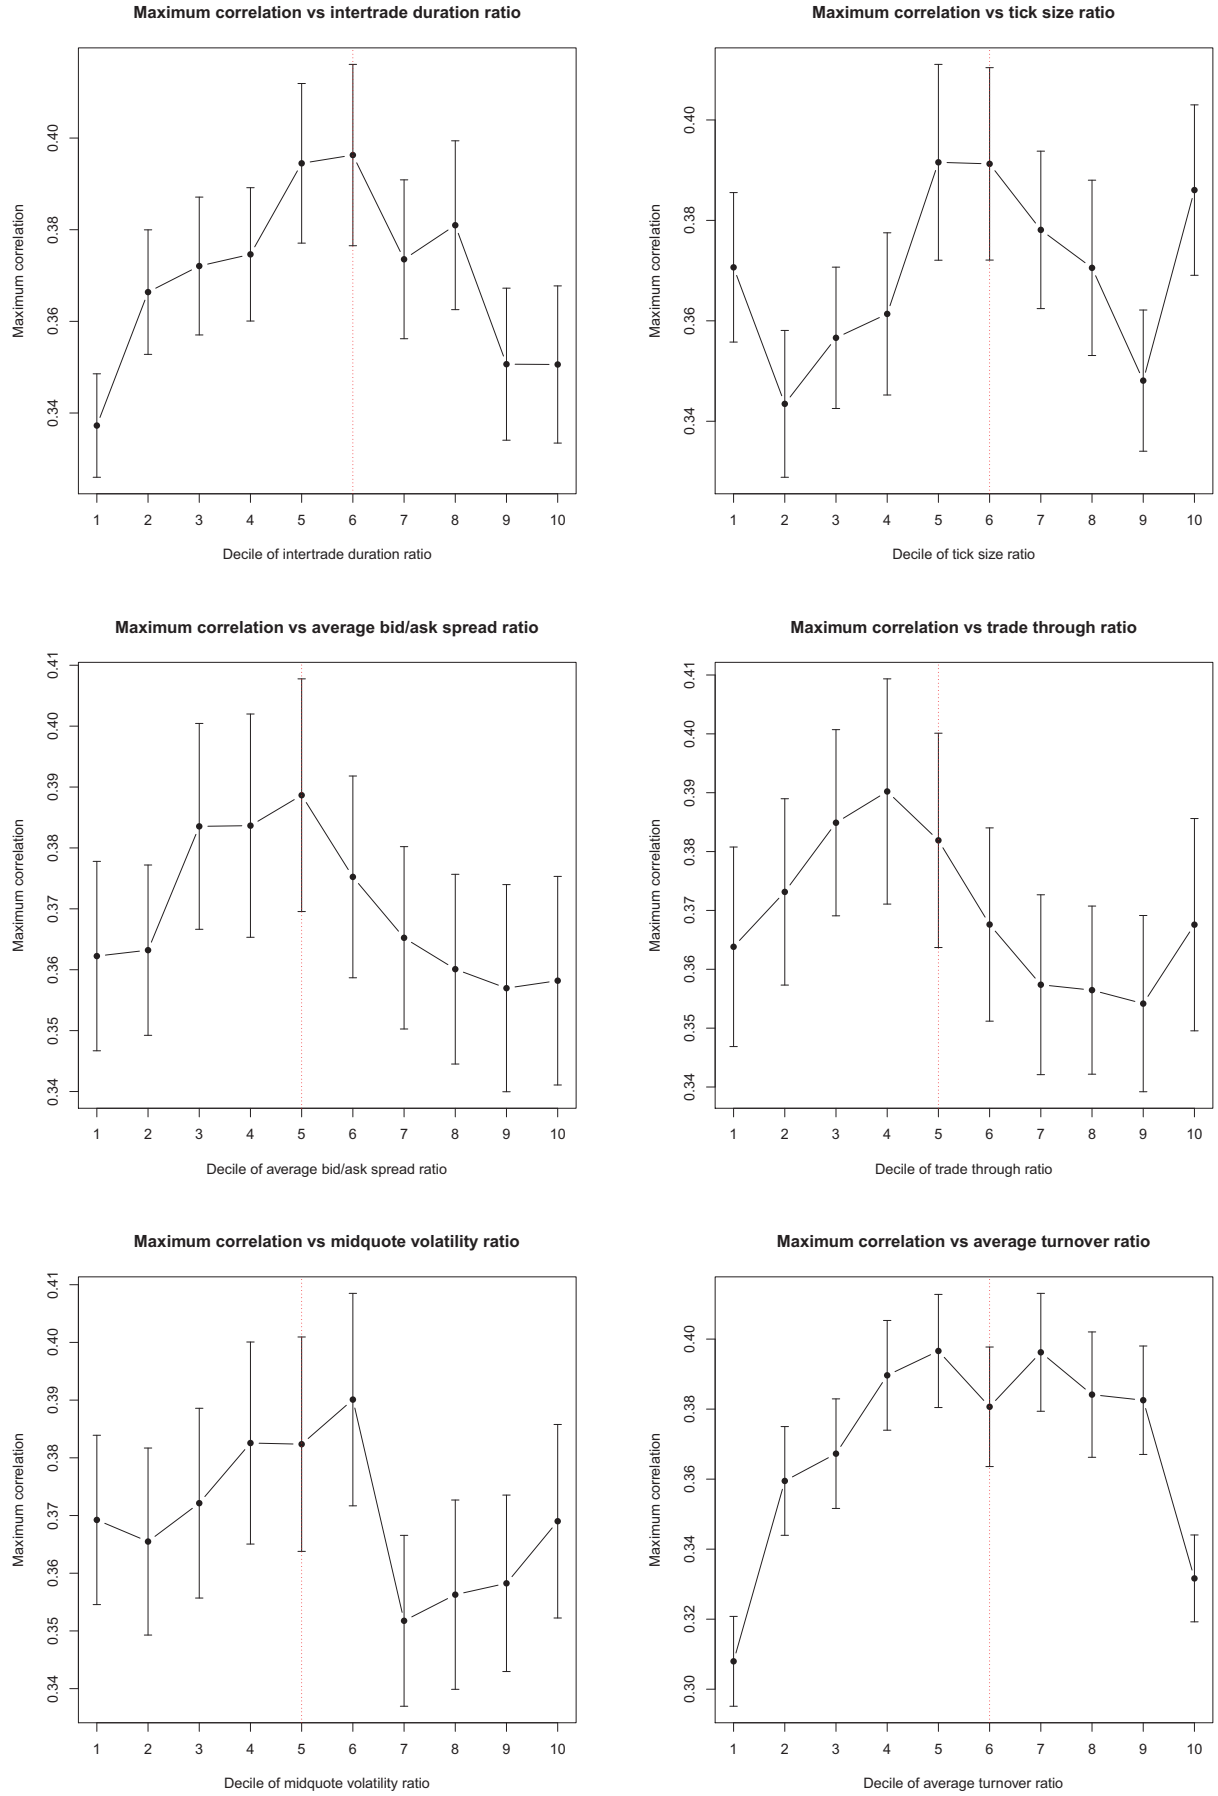 Maximum correlation vs intertrade duration ratio
Maximum correlation
0.40
0.38
0.36
0.34
1 2 3 4 5 6 7 8 9 10
Decile of intertrade duration ratio
Maximum correlation vs tick size ratio
Maximum correlation
0.40
0.38
0.36
0.34
1 2 3 4 5 6 7 8 9 10
Decile of tick size ratio
Maximum correlation vs average bid/ask spread ratio
Maximum correlation
0.41
0.40
0.39
0.38
0.37
0.36
0.35
0.34
1 2 3 4 5 6 7 8 9 10
Decile of average bid/ask spread ratio
Maximum correlation vs trade through ratio
Maximum correlation
0.41
0.40
0.39
0.38
0.37
0.36
0.35
0.34
1 2 3 4 5 6 7 8 9 10
Decile of trade through ratio
Maximum correlation vs midquote volatility ratio
Maximum correlation
0.41
0.40
0.39
0.38
0.37
0.36
0.35
0.34
1 2 3 4 5 6 7 8 9 10
Decile of midquote volatility ratio
Maximum correlation vs average turnover ratio
Maximum correlation
0.40
0.38
0.36
0.34
0.32
0.30
1 2 3 4 5 6 7 8 9 10
Decile of average turnover ratio